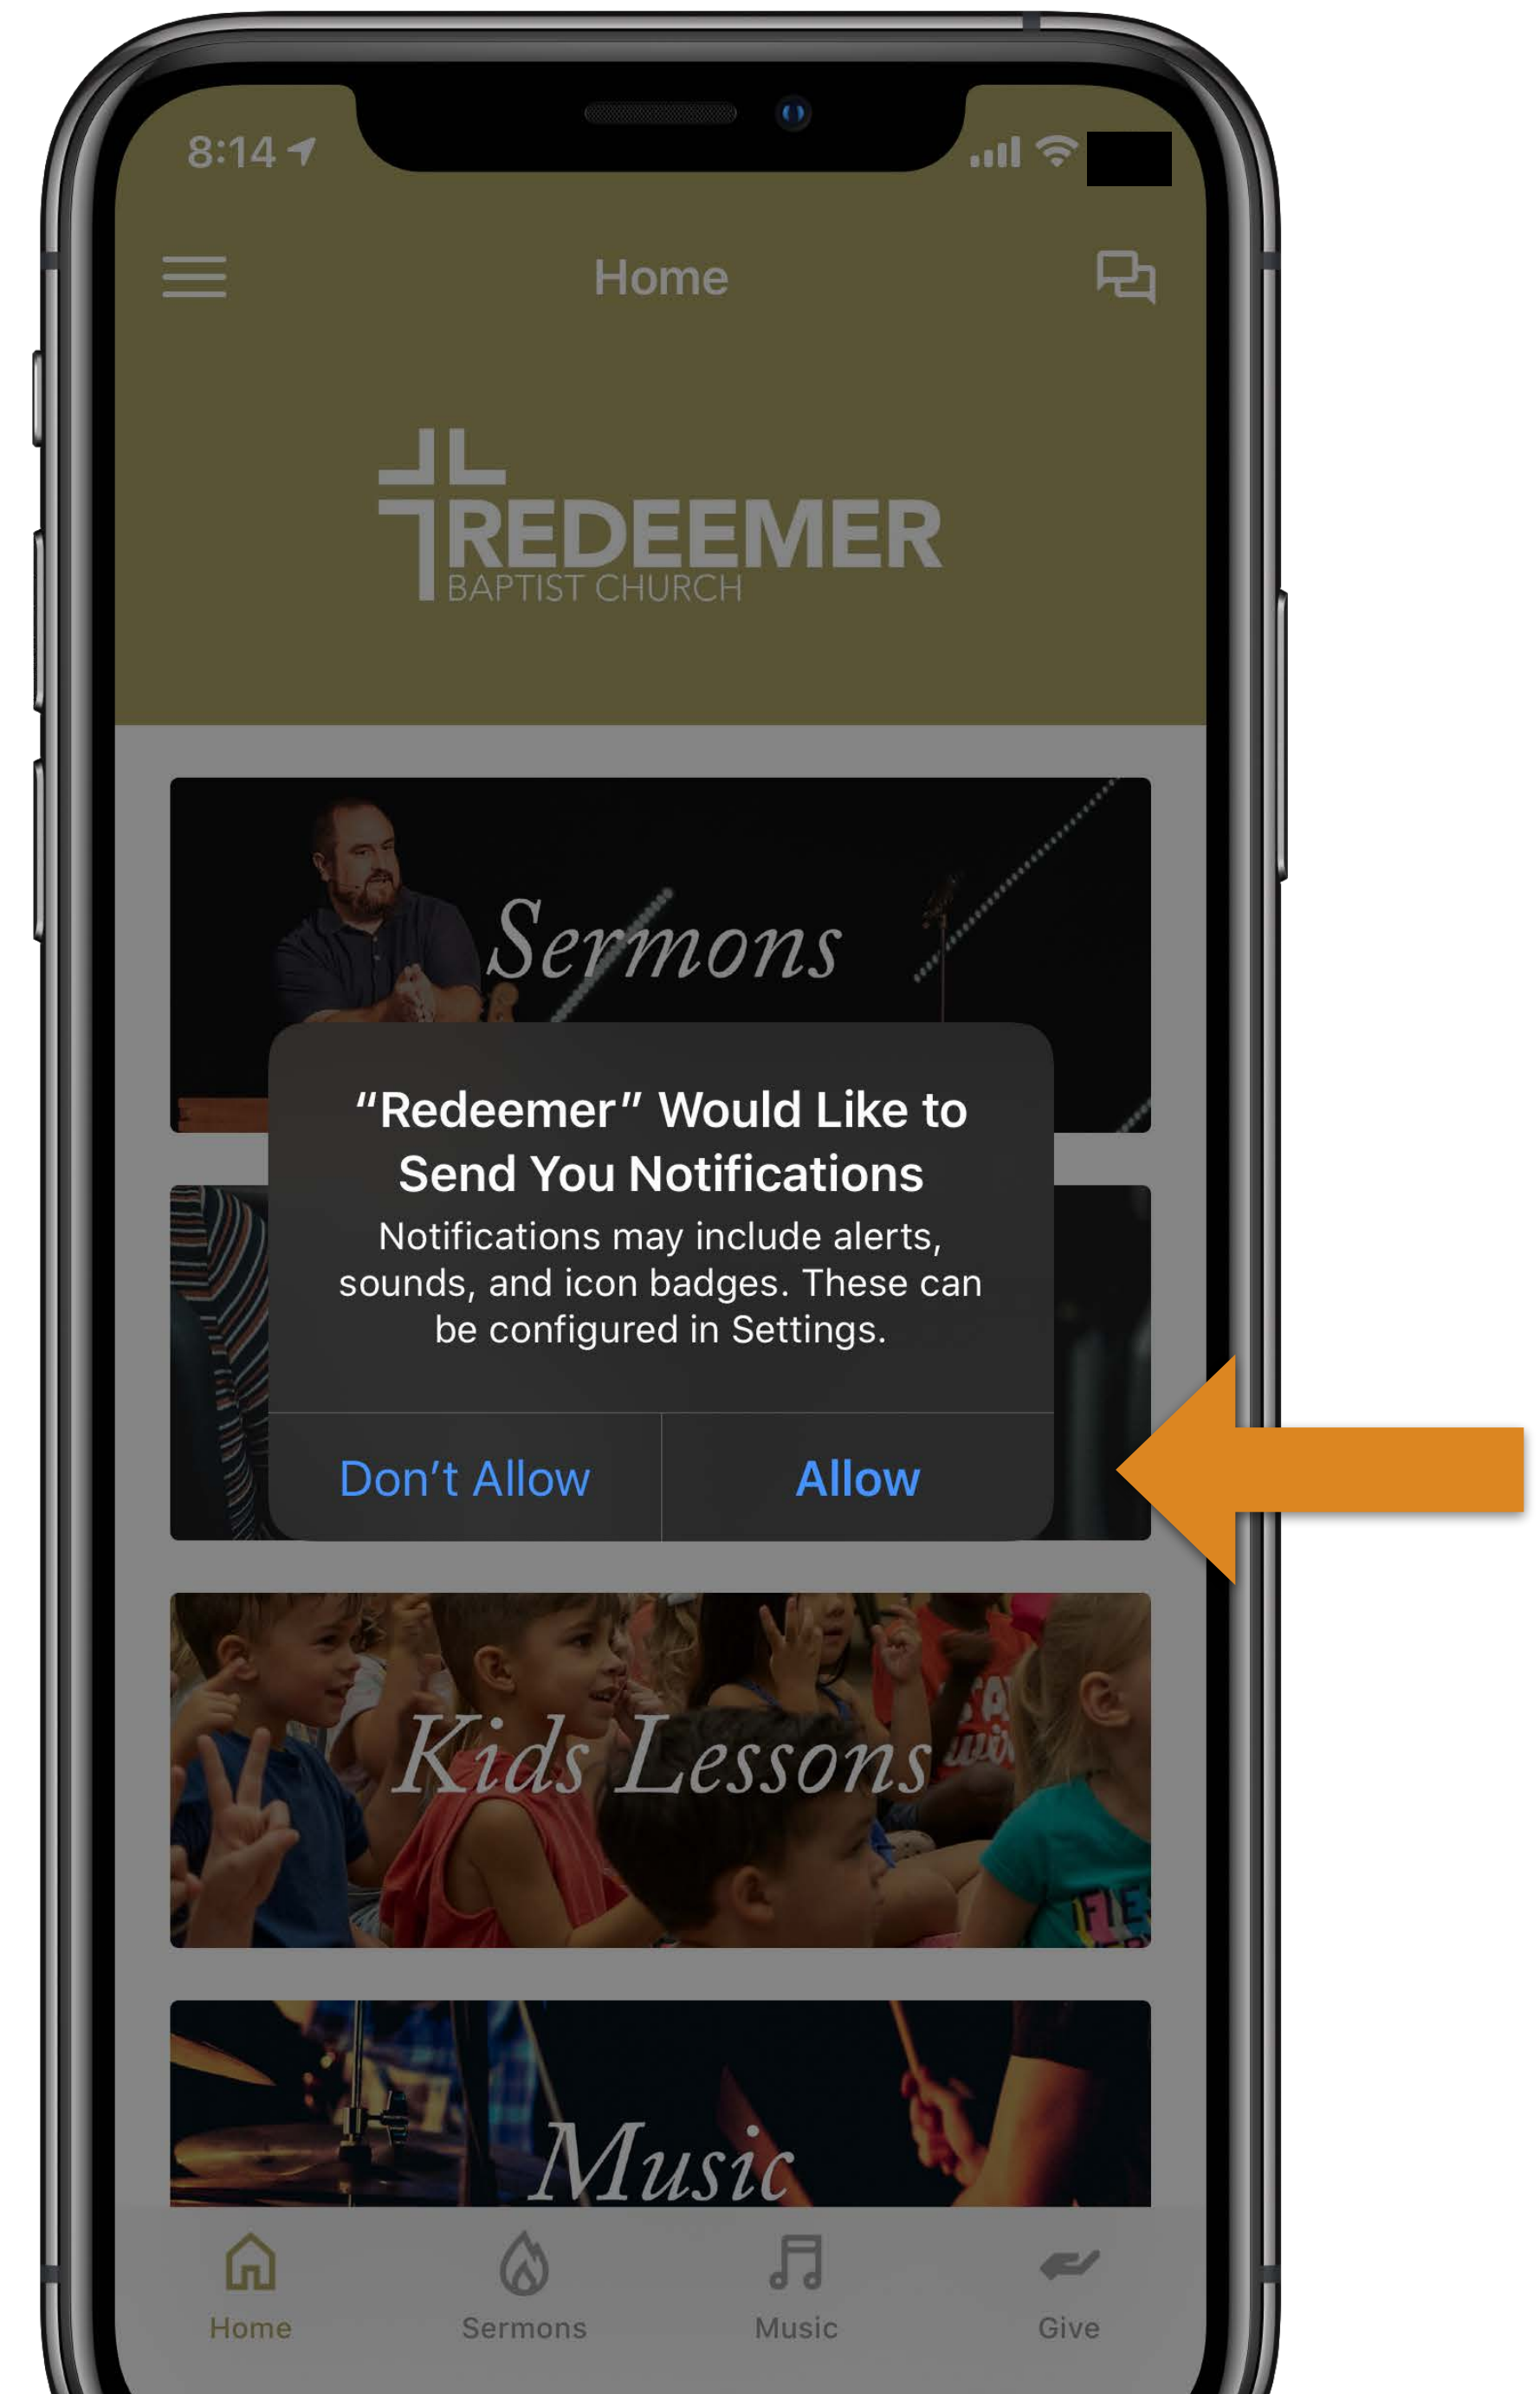 8:14
Home
REDEEMER
BAPTIST CHURCH
Sermons
“Redeemer” Would Like to
Send You Notifications
Notifications may include alerts,
sounds, and icon badges. These can
be configured in Settings.
Don’t Allow
Allow
Kids Lessons
Music
Home
Sermons
Music
Give